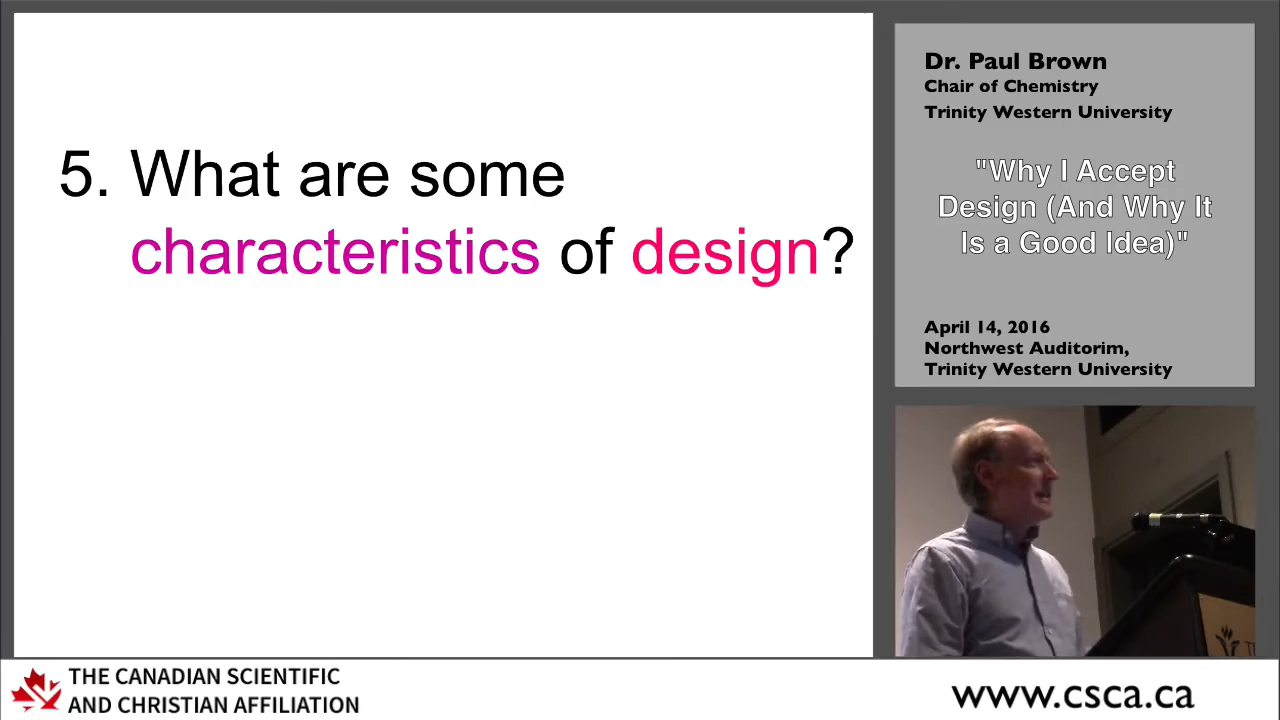 5. What are some
characteristics of design?
Dr. Paul Brown
Chair of Chemistry
Trinity Western University
"Why I Accept
Design (And Why It
Is a Good Idea)"
April 14, 2016
Northwest Auditorim,
Trinity Western University
THE CANADIAN SCIENTIFIC
AND CHRISTIAN AFFILIATION
www.csca.ca